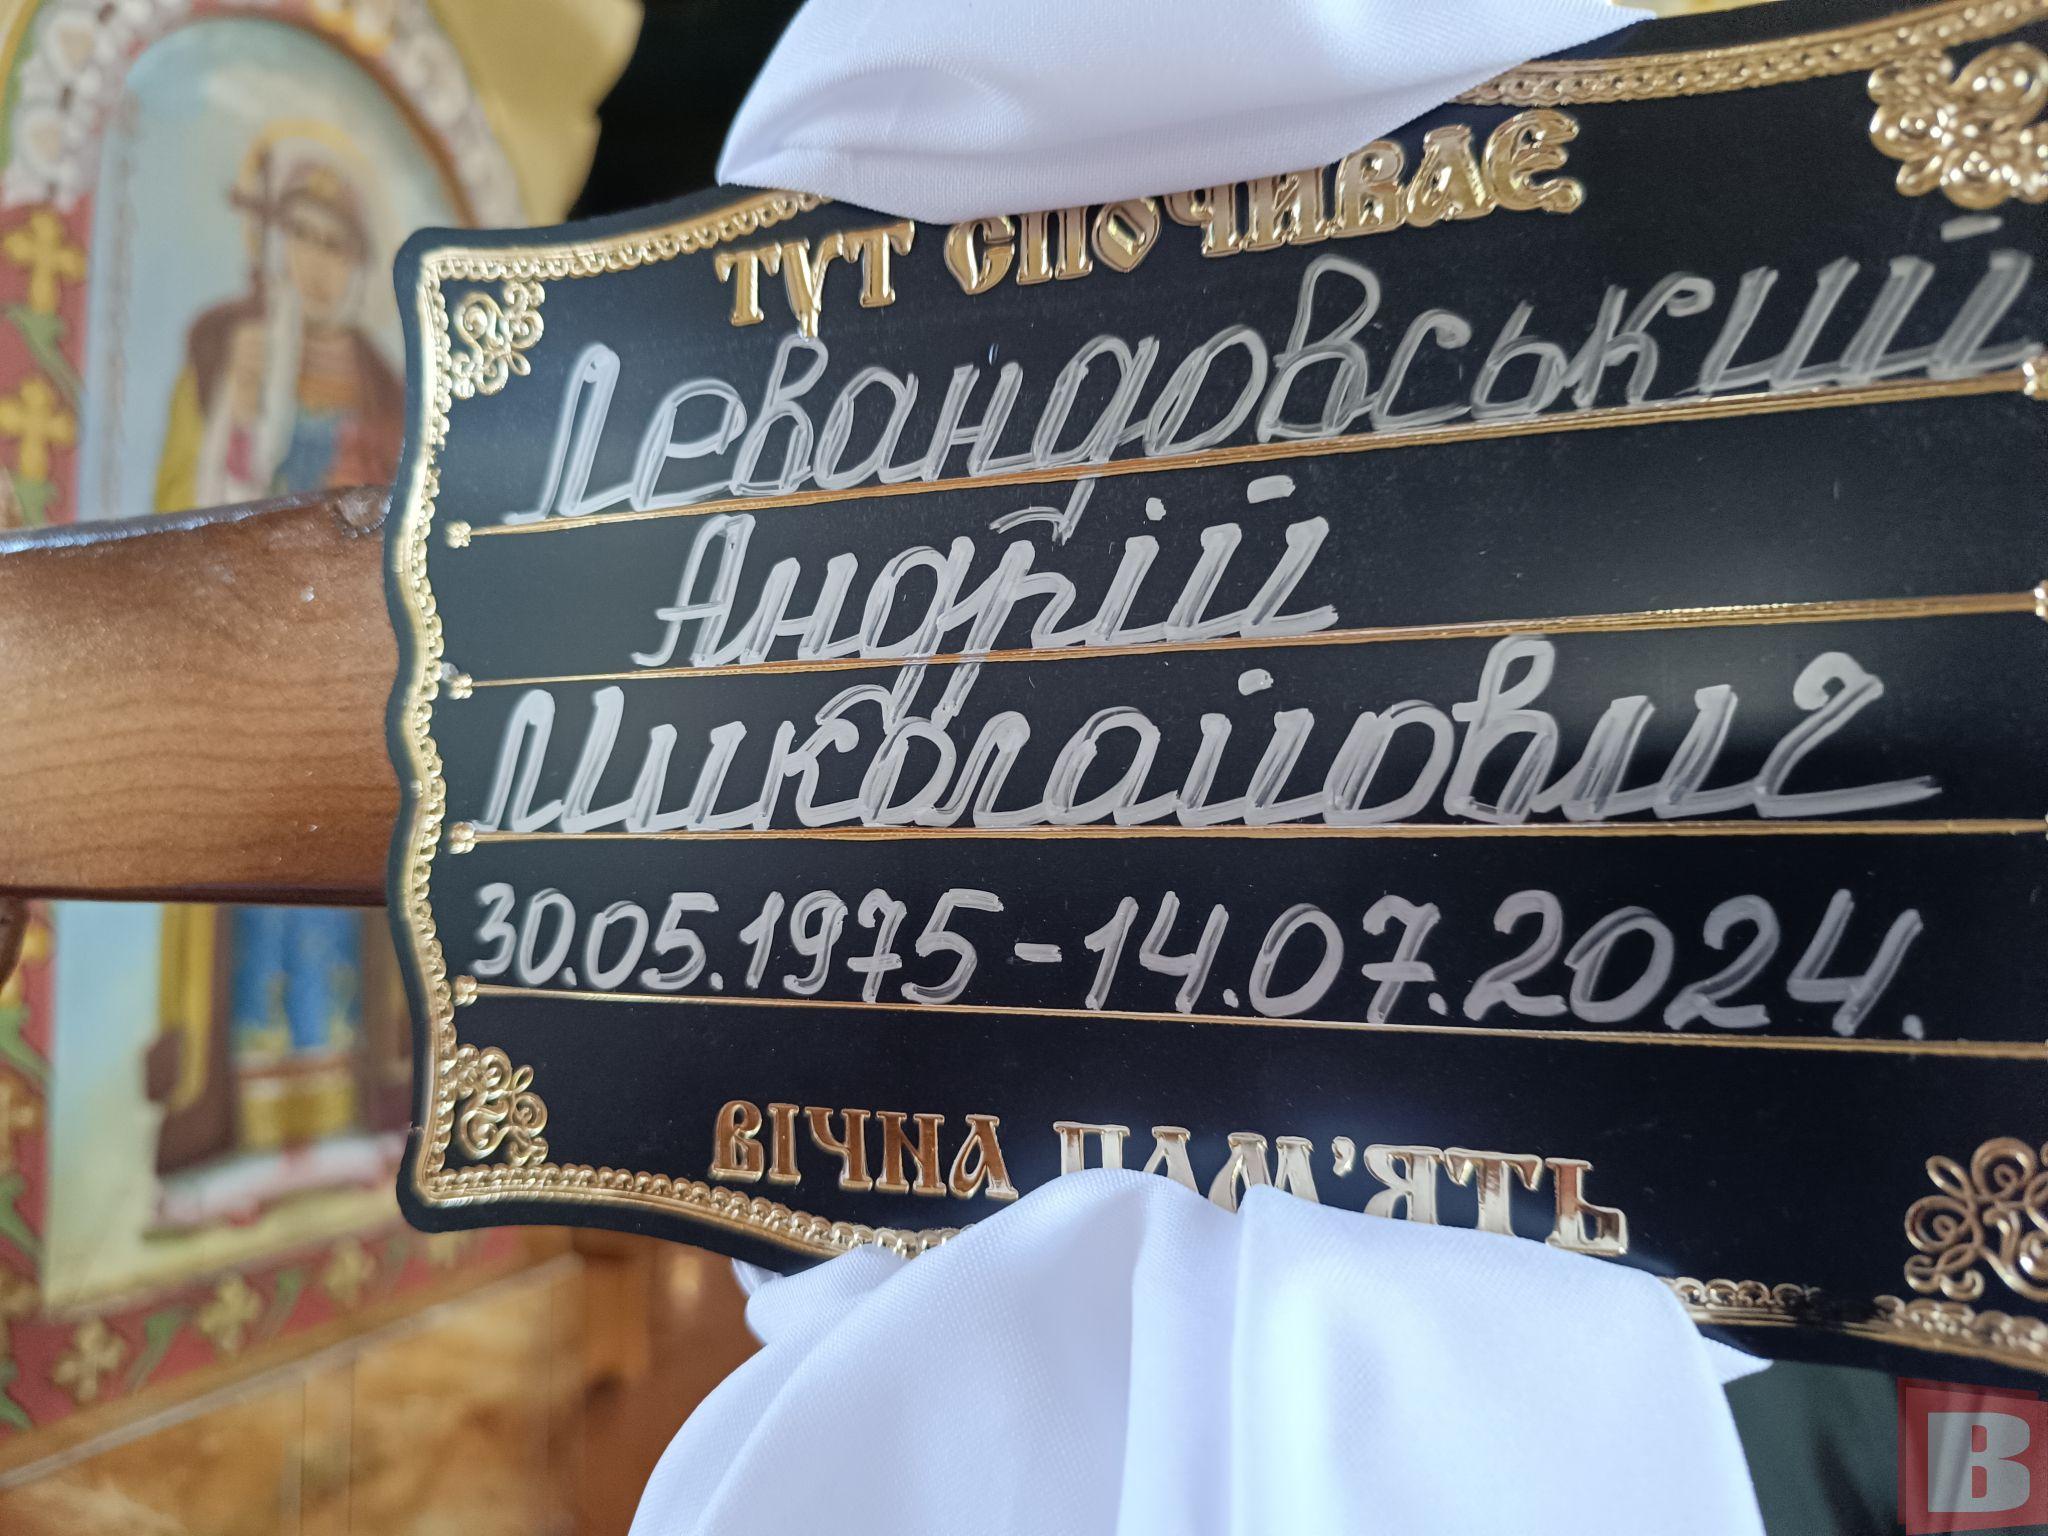 ТУТ СПОЧИВАЄ
Левандовський
Андрій
Миколайович
30.05.1975-14.07.2024.
ВІЧНА ПАМ'ЯТЬ
B